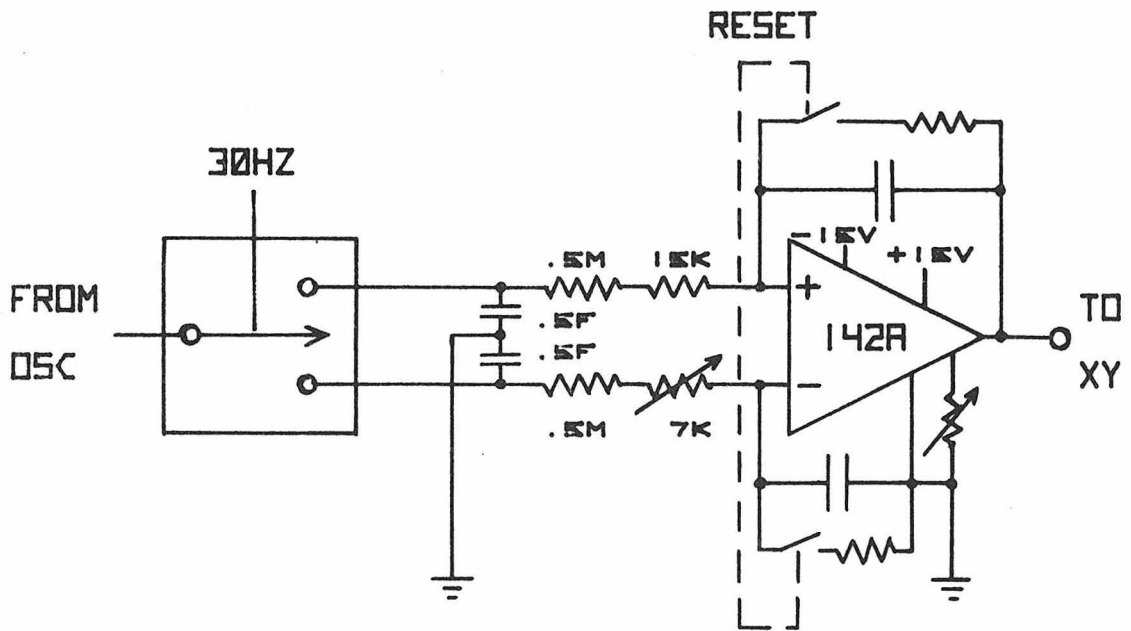 RESET
30HZ
-15V
+15V
.5M
15K
FROM
OSC
.5F
.5F
+
142A
-
TO
XY
.5M
7K